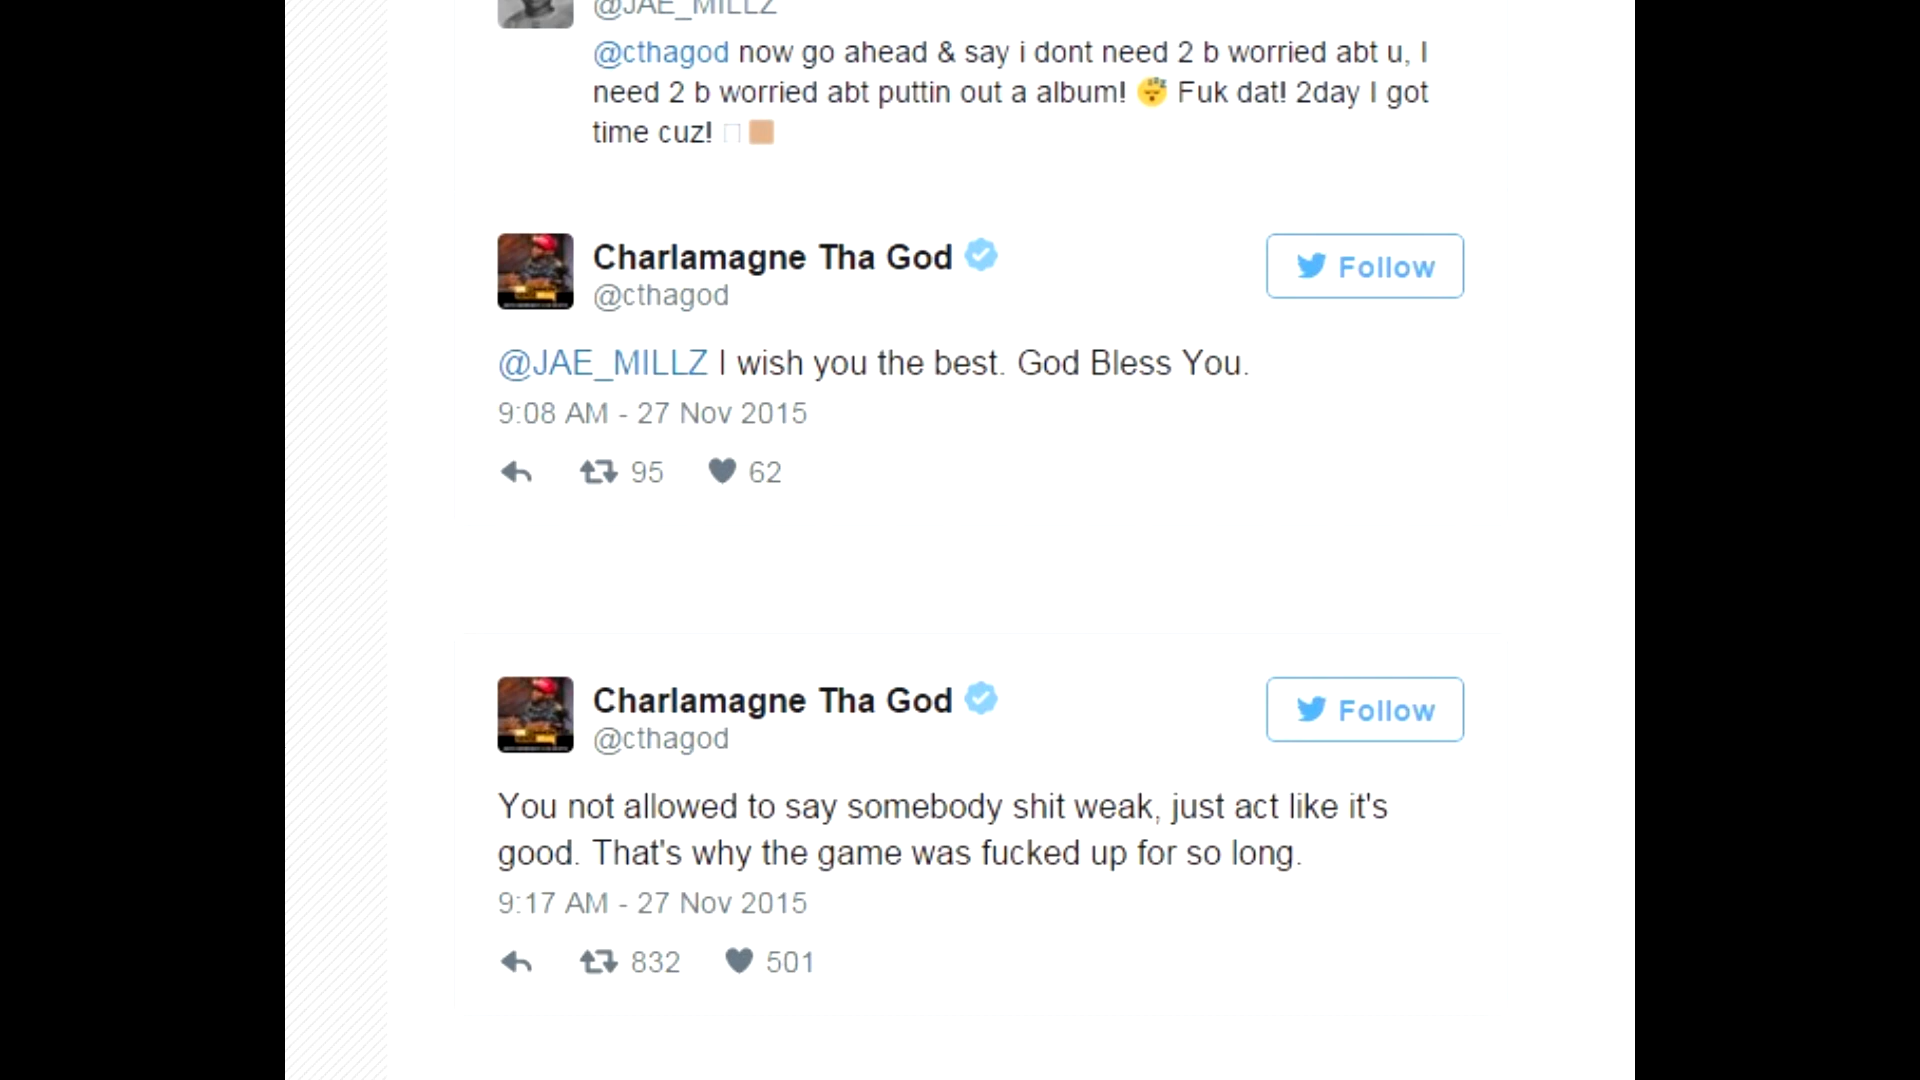 @JAE_MILLZ
@cthagod now go ahead & say i dont need 2 b worried abt u, I
need 2 b worried abt puttin out a album! 😴 Fuk dat! 2day I got
time cuz!
Charlamagne Tha God
@cthagod
Follow
@JAE_MILLZ I wish you the best. God Bless You.
9:08 AM - 27 Nov 2015
95 62
Charlamagne Tha God
@cthagod
Follow
You not allowed to say somebody shit weak, just act like it's
good. That's why the game was fucked up for so long.
9:17 AM - 27 Nov 2015
832 501